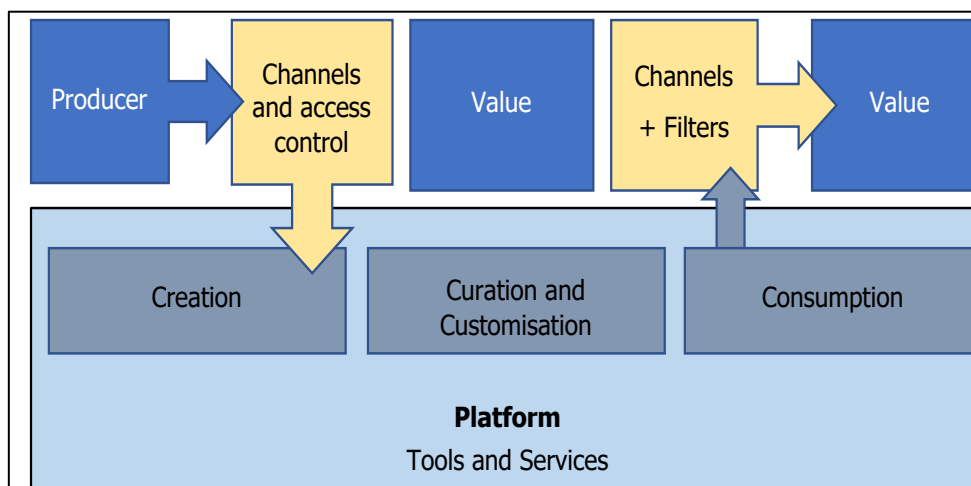 Producer
Channels
and access
control
Value
Channels
+ Filters
Value
Creation
Curation and
Customisation
Consumption
Platform
Tools and Services